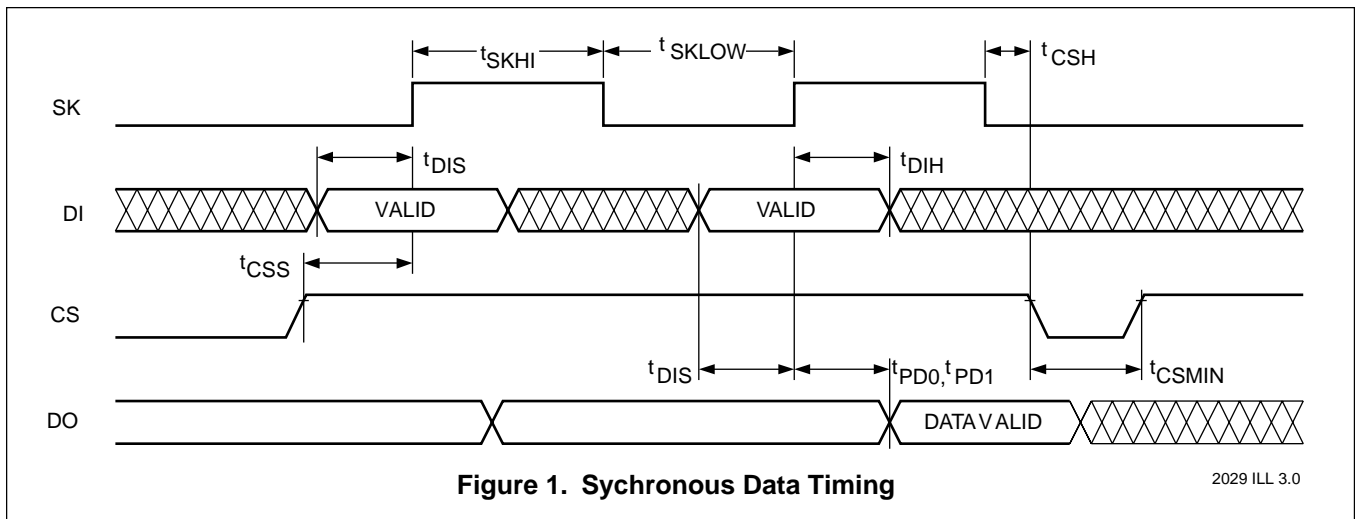 tSKHI
tSKLOW
tCSH
SK
tDIS
tDIH
DI
VALID
VALID
tCSS
CS
tDIS
tPD0,tPD1
tCSMIN
DO
DATA VALID
Figure 1. Sychronous Data Timing
2029 ILL 3.0